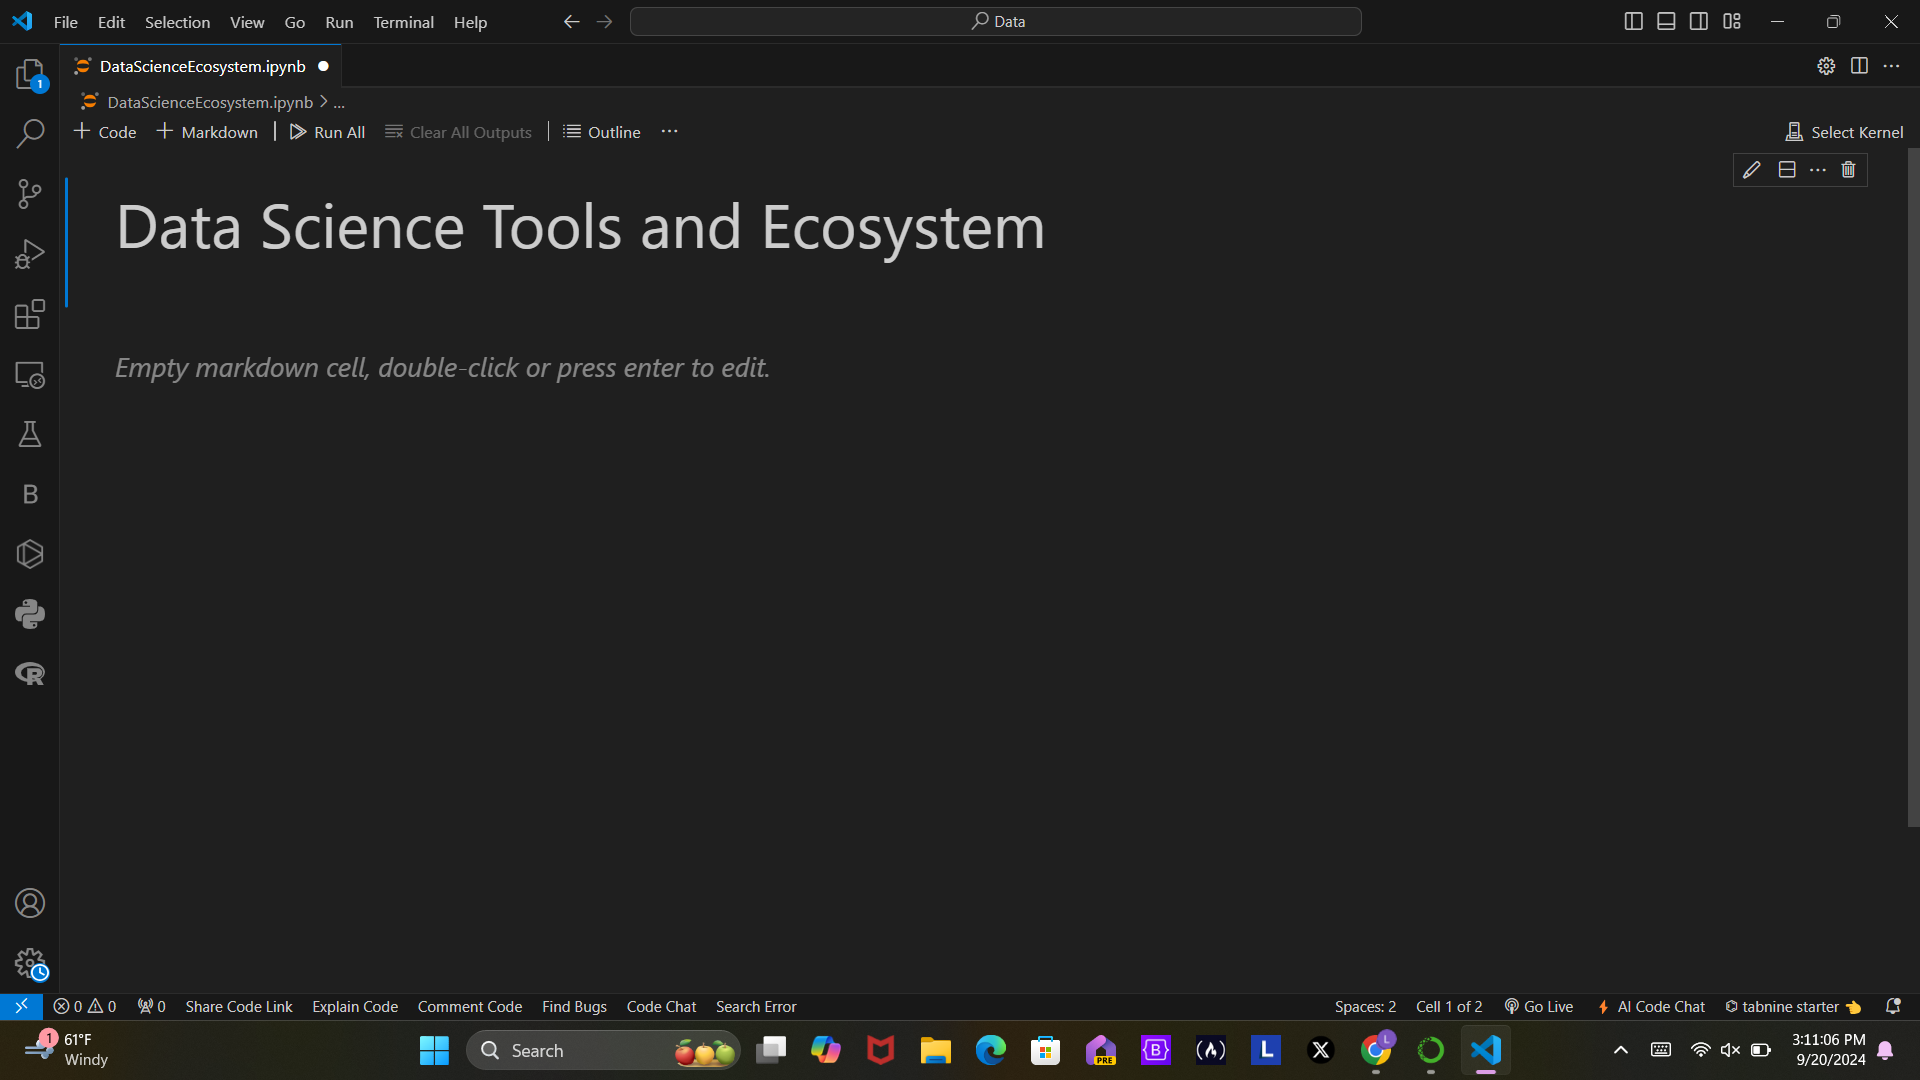 File Edit Selection View Go Run Terminal Help
Data
1
DataScienceEcosystem.ipynb
DataScienceEcosystem.ipynb > ...
Code
Markdown
Run All
Clear All Outputs
Outline
Select Kernel
Data Science Tools and Ecosystem
Empty markdown cell, double-click or press enter to edit.
B
R
0 0 0 Share Code Link Explain Code Comment Code Find Bugs Code Chat Search Error
Spaces: 2 Cell 1 of 2 Go Live AI Code Chat tabnine starter
1
61°F
Windy
Search
PRE
B
L
X
L
3:11:06 PM
9/20/2024